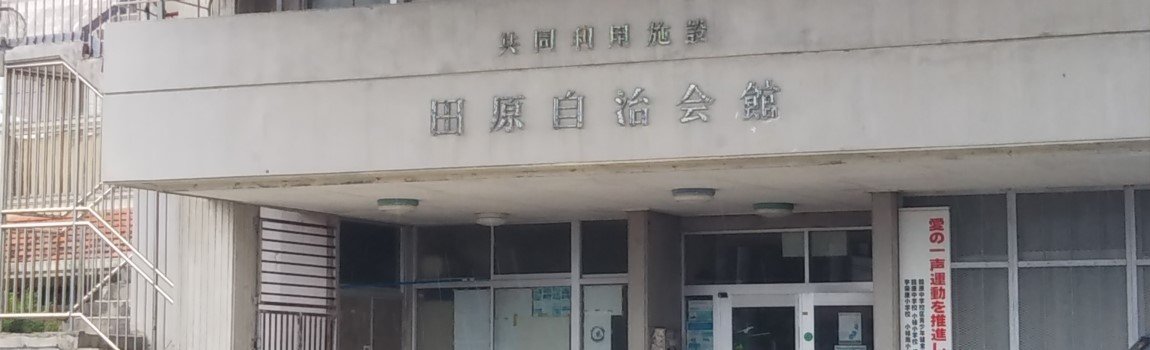 共同利用施設
田原自治会館
愛の一声運動を推進し